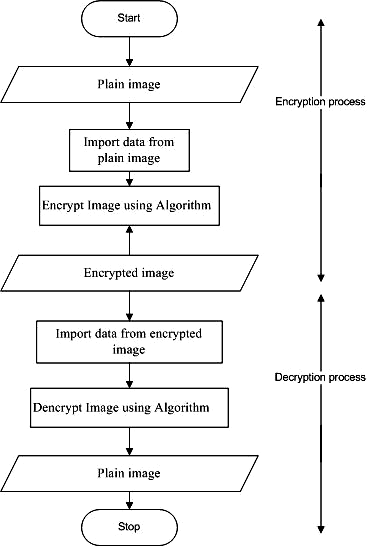 Start
Plain image
Encryption process
Import data from
plain image
Encrypt Image using Algorithm
Encrypted image
Import data from encrypted
image
Decryption process
Dencrypt Image using Algorithm
Plain image
Stop